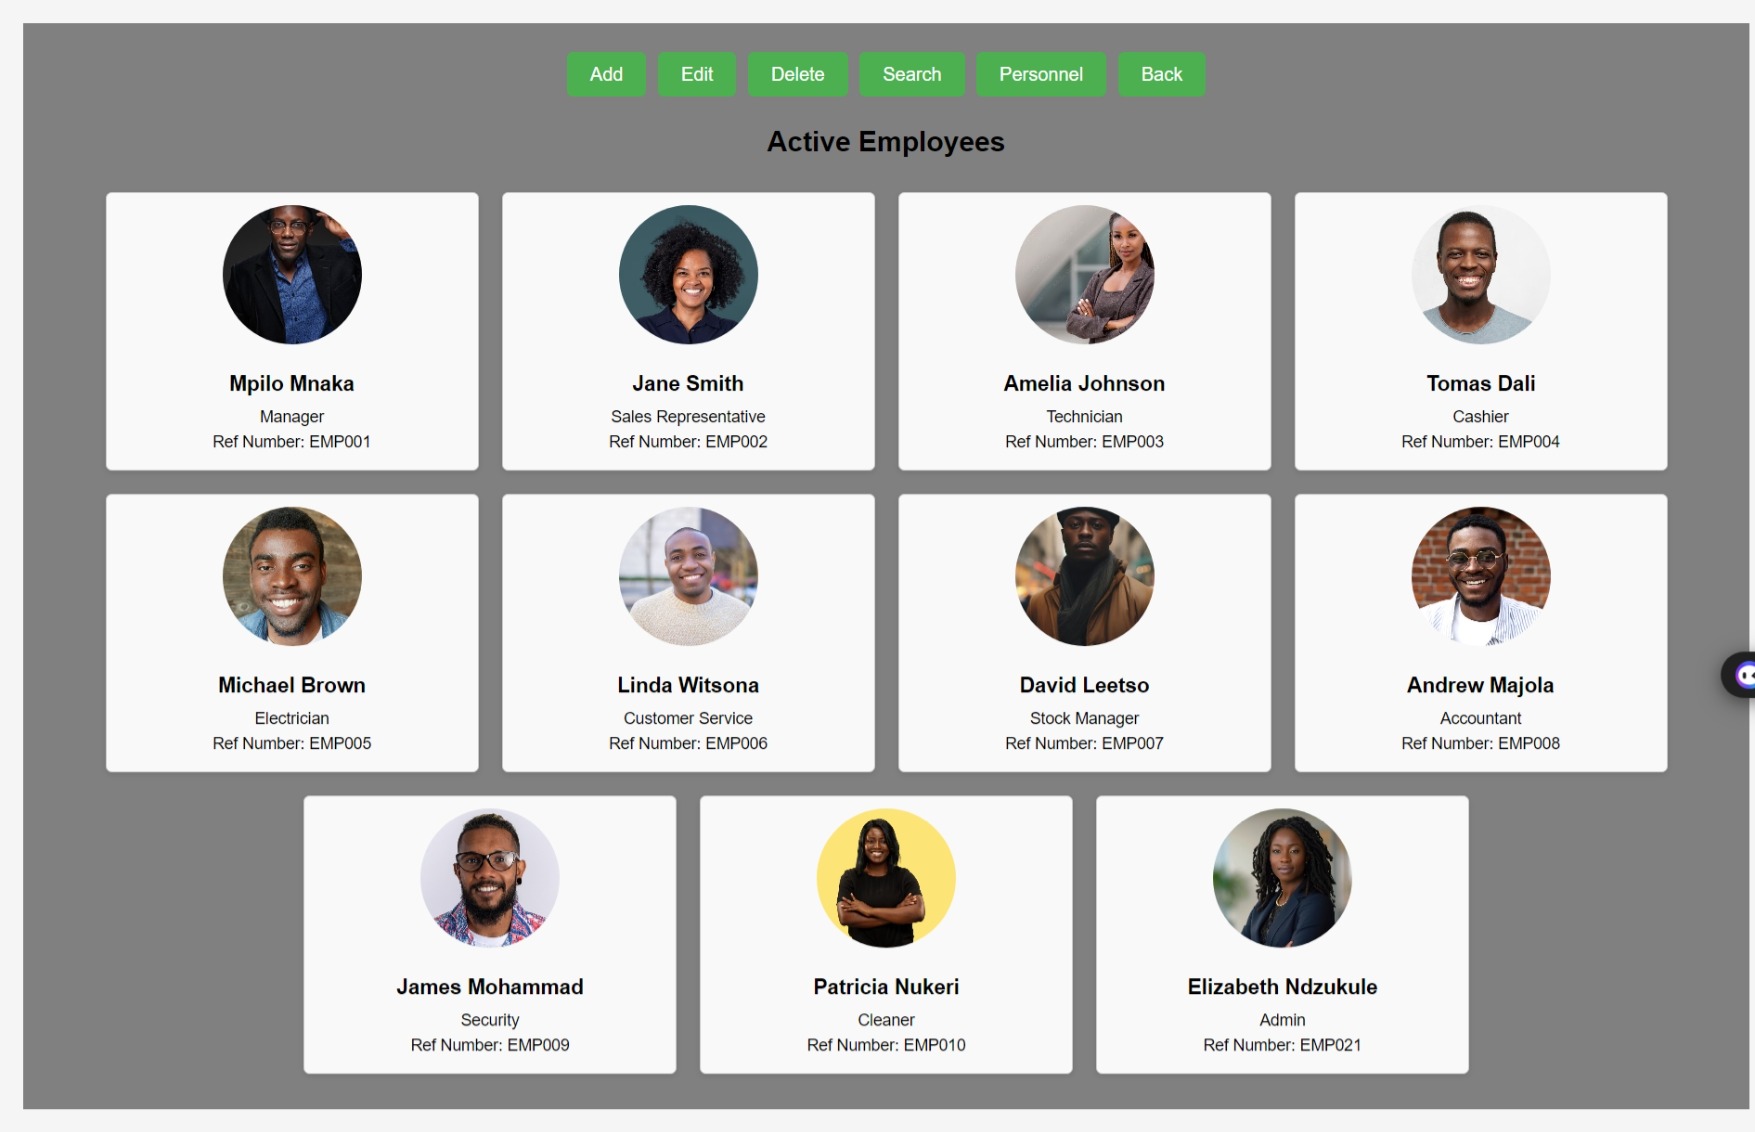 Add Edit Delete Search Personnel Back
Active Employees
Mpilo Mnaka
Manager
Ref Number: EMP001
Jane Smith
Sales Representative
Ref Number: EMP002
Amelia Johnson
Technician
Ref Number: EMP003
Tomas Dali
Cashier
Ref Number: EMP004
Michael Brown
Electrician
Ref Number: EMP005
Linda Witsona
Customer Service
Ref Number: EMP006
David Leetso
Stock Manager
Ref Number: EMP007
Andrew Majola
Accountant
Ref Number: EMP008
James Mohammad
Security
Ref Number: EMP009
Patricia Nukeri
Cleaner
Ref Number: EMP010
Elizabeth Ndzukule
Admin
Ref Number: EMP021